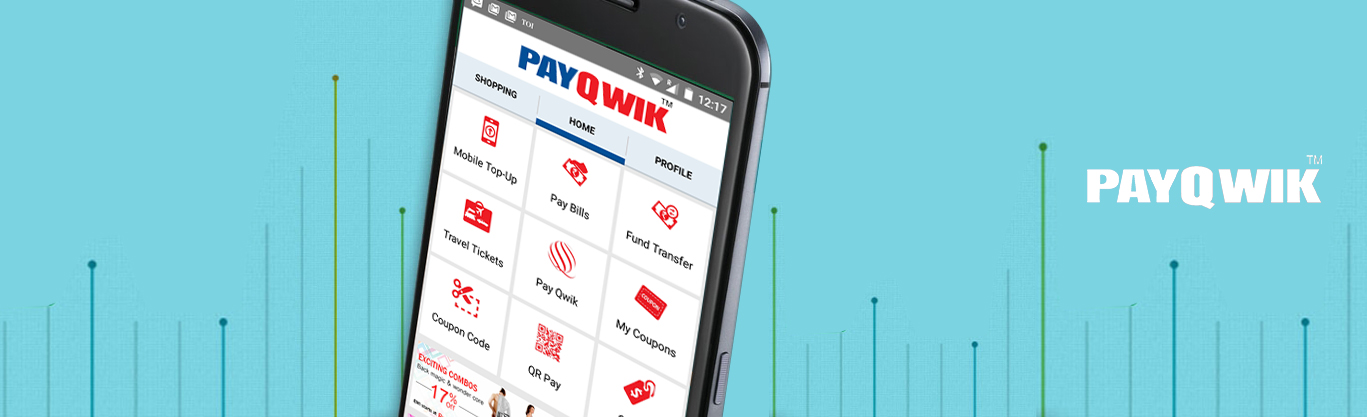 TOI
12:17
PAYQWIK™
SHOPPING
HOME
PROFILE
Mobile Top-Up
Pay Bills
Fund Transfer
Travel Tickets
Pay Qwik
My Coupons
COUPON
Coupon Code
QR Pay
EXCITING COMBOS
Back magic & wonder core
17%
Off
PAYQWIK™